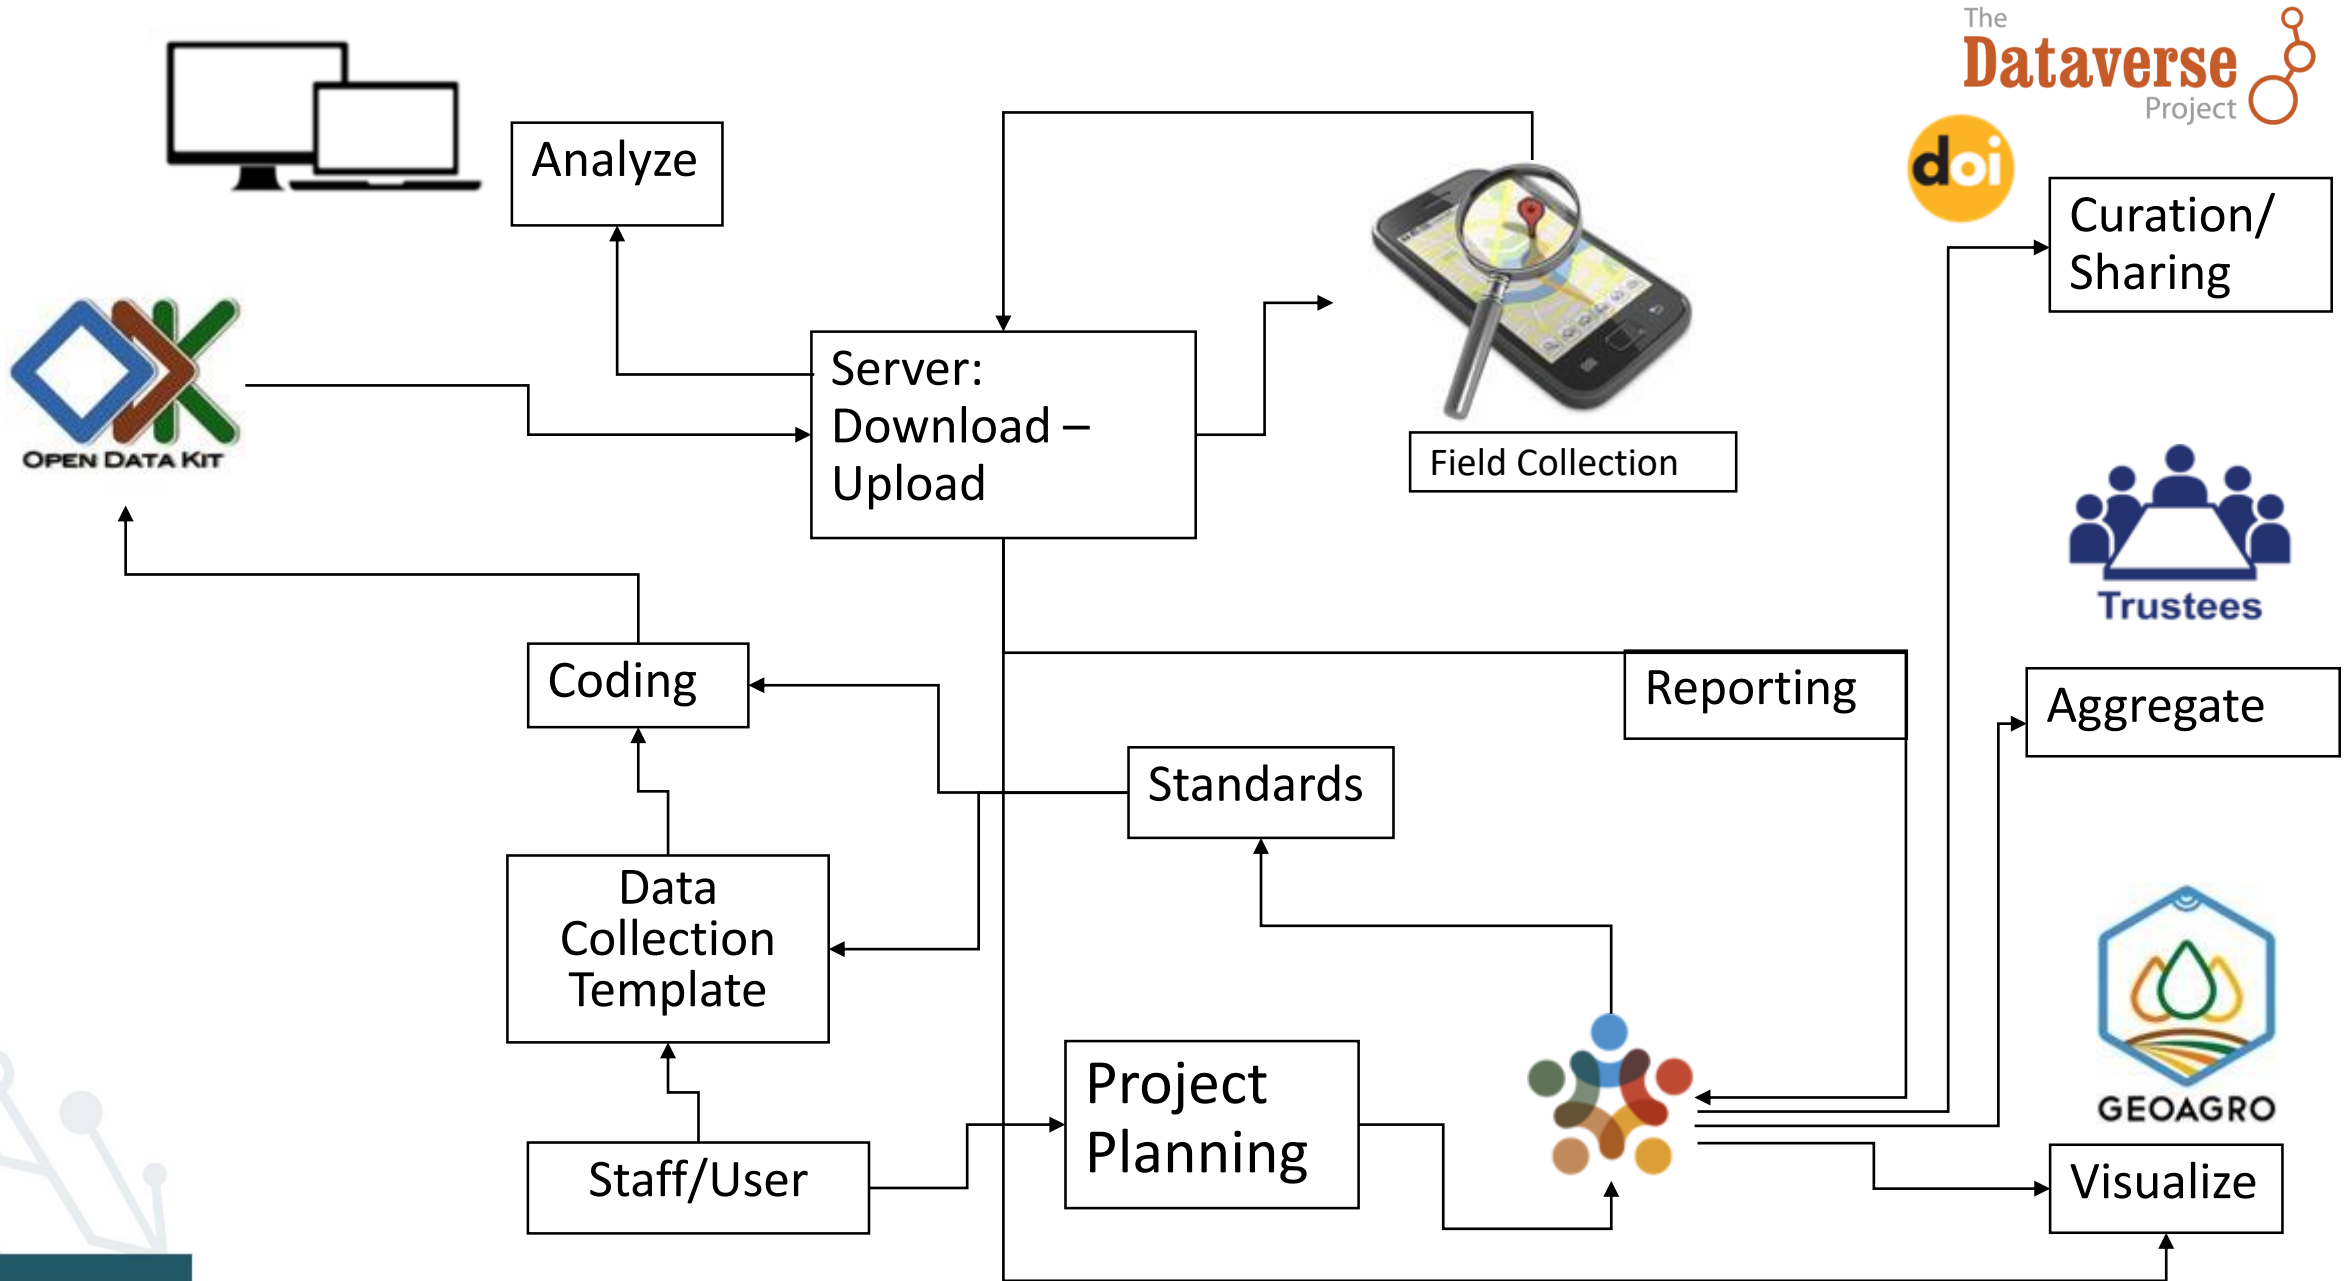 The
Dataverse
Project
doi
Analyze
Curation/
Sharing
Server:
Download –
Upload
OPEN DATA KIT
Field Collection
Trustees
Coding
Reporting
Aggregate
Standards
Data
Collection
Template
Project
Planning
GEOAGRO
Staff/User
Visualize